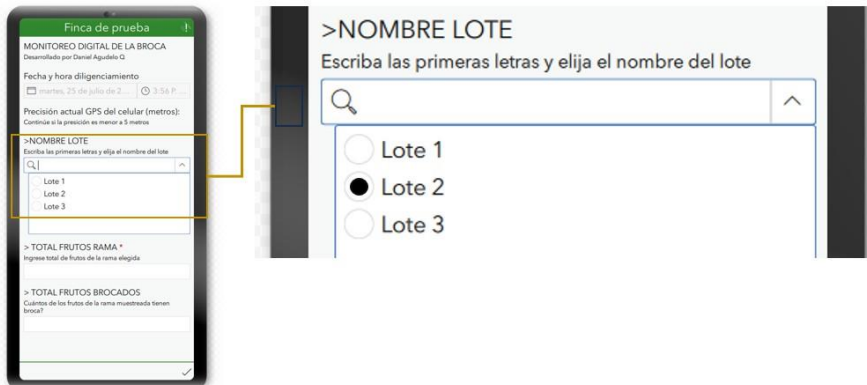 Finca de prueba
MONITOREO DIGITAL DE LA BROCA
Desarrollado por Daniel Agudelo Q
Fecha y hora diligenciamiento
martes, 25 de julio de 2... 3:56 P. ...
Precisión actual GPS del celular (metros):
Continúe si la presición es menor a 5 metros
>NOMBRE LOTE
Escriba las primeras letras y elija el nombre del lote
Lote 1
Lote 2
Lote 3
> TOTAL FRUTOS RAMA *
Ingrese total de frutos de la rama elegida
> TOTAL FRUTOS BROCADOS
Cuántos de los frutos de la rama muestreada tienen
broca?
>NOMBRE LOTE
Escriba las primeras letras y elija el nombre del lote
Lote 1
Lote 2
Lote 3